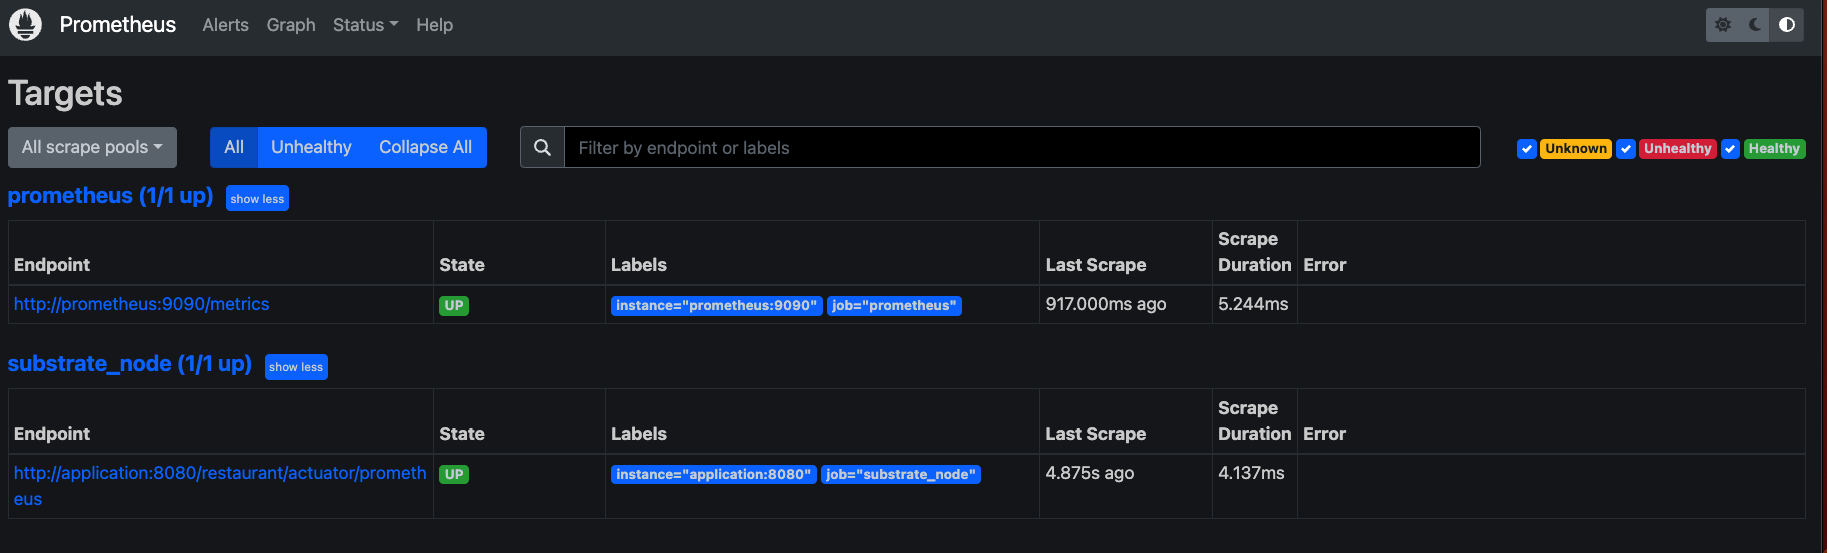 Prometheus Alerts Graph Status Help
Targets
All scrape pools All Unhealthy Collapse All Filter by endpoint or labels Unknown Unhealthy Healthy
prometheus (1/1 up) show less
Endpoint State Labels Last Scrape Scrape Duration Error
http://prometheus:9090/metrics UP instance="prometheus:9090" job="prometheus" 917.000ms ago 5.244ms
substrate_node (1/1 up) show less
Endpoint State Labels Last Scrape Scrape Duration Error
http://application:8080/restaurant/actuator/prometheus UP instance="application:8080" job="substrate_node" 4.875s ago 4.137ms